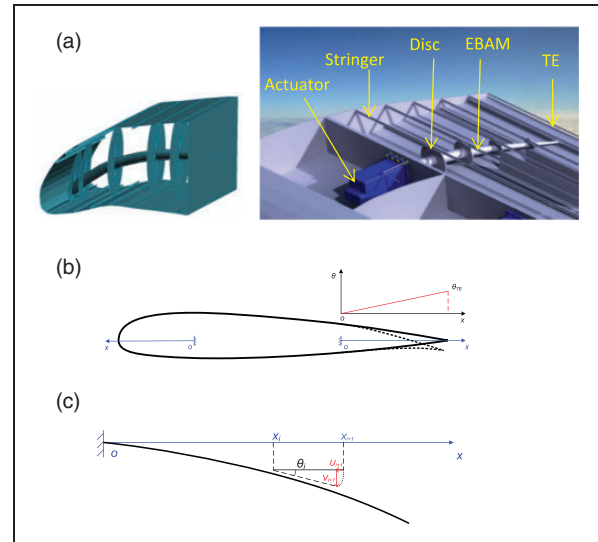 (a)
Stringer
Disc
EBAM
TE
Actuator
(b)
θ
θTE
o
x
x
o
o
x
(c)
o
Xi
Xi+1
x
θi
Ui+1
Vi+1